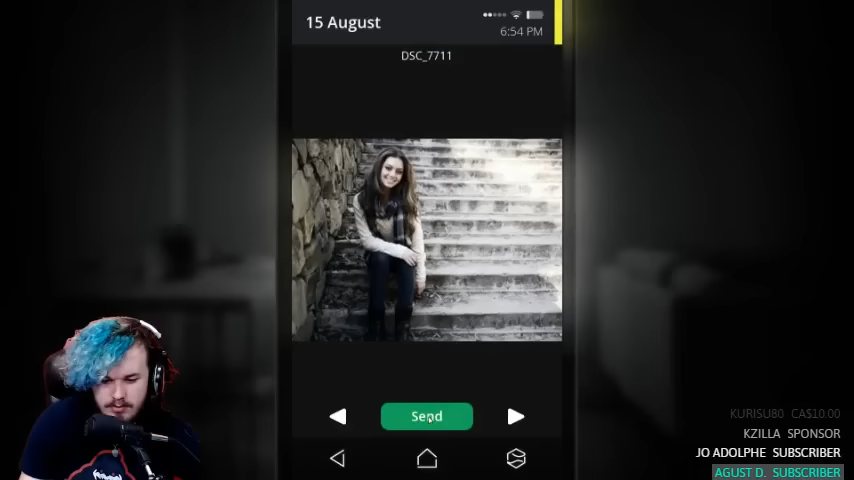 15 August
6:54 PM
DSC_7711
Send
KURISU80 CA$10.00
KZILLA SPONSOR
JO ADOLPHE SUBSCRIBER
AGUST D. SUBSCRIBER